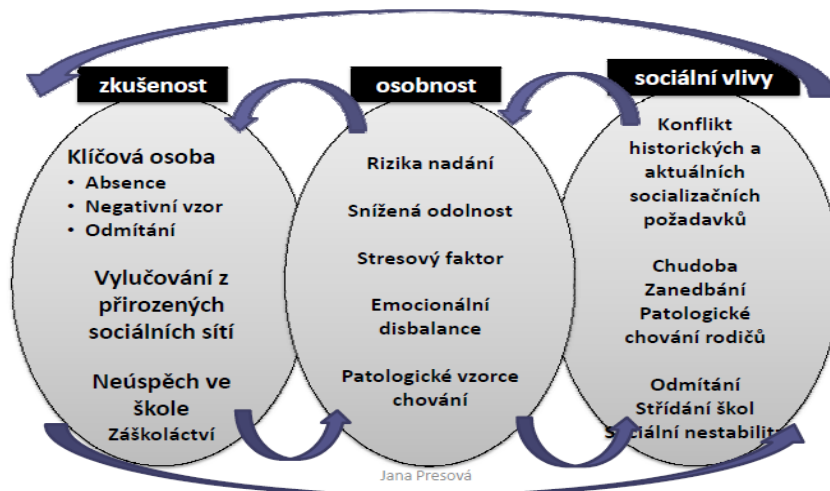 zkušenost
osobnost
sociální vlivy
Klíčová osoba
• Absence
• Negativní vzor
• Odmítání
Vylučování z
přirozených
sociálních sítí
Neúspěch ve
škole
Záškoláctví
Rizika nadání
Snížená odolnost
Stresový faktor
Emocionální
disbalance
Patologické vzorce
chování
Konflikt
historických a
aktuálních
socializačních
požadavků
Chudoba
Zanedbání
Patologické
chování rodičů
Odmítání
Střídání škol
Sociální nestabilita
Jana Presová